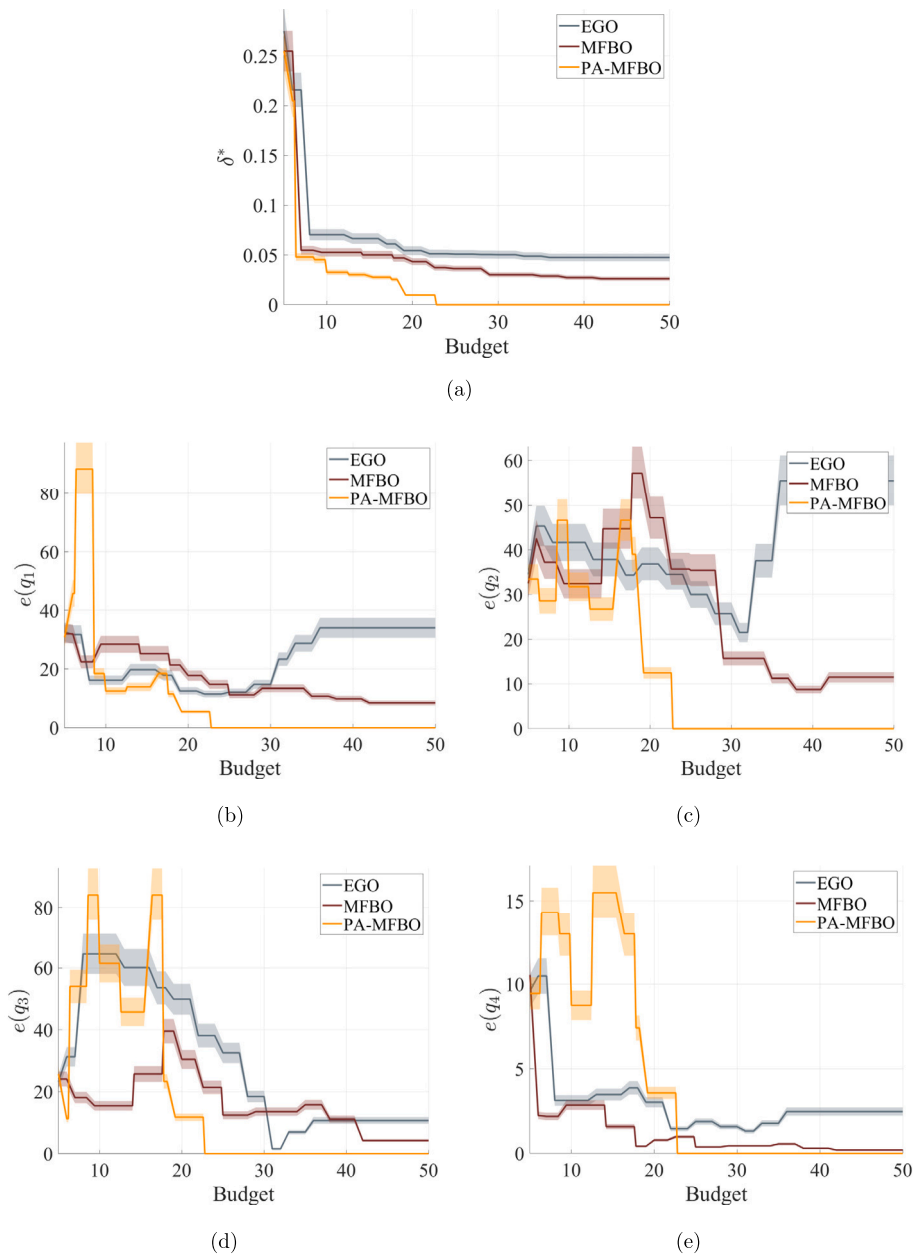 EGO
MFBO
PA-MFBO
0.25
0.2
0.15
0.1
0.05
0
δ*
10 20 30 40 50
Budget
(a)
EGO
MFBO
PA-MFBO
80
60
40
20
0
e(q1)
10 20 30 40 50
Budget
(b)
EGO
MFBO
PA-MFBO
60
50
40
30
20
10
0
e(q2)
10 20 30 40 50
Budget
(c)
EGO
MFBO
PA-MFBO
80
60
40
20
0
e(q3)
10 20 30 40 50
Budget
(d)
EGO
MFBO
PA-MFBO
15
10
5
0
e(q4)
10 20 30 40 50
Budget
(e)